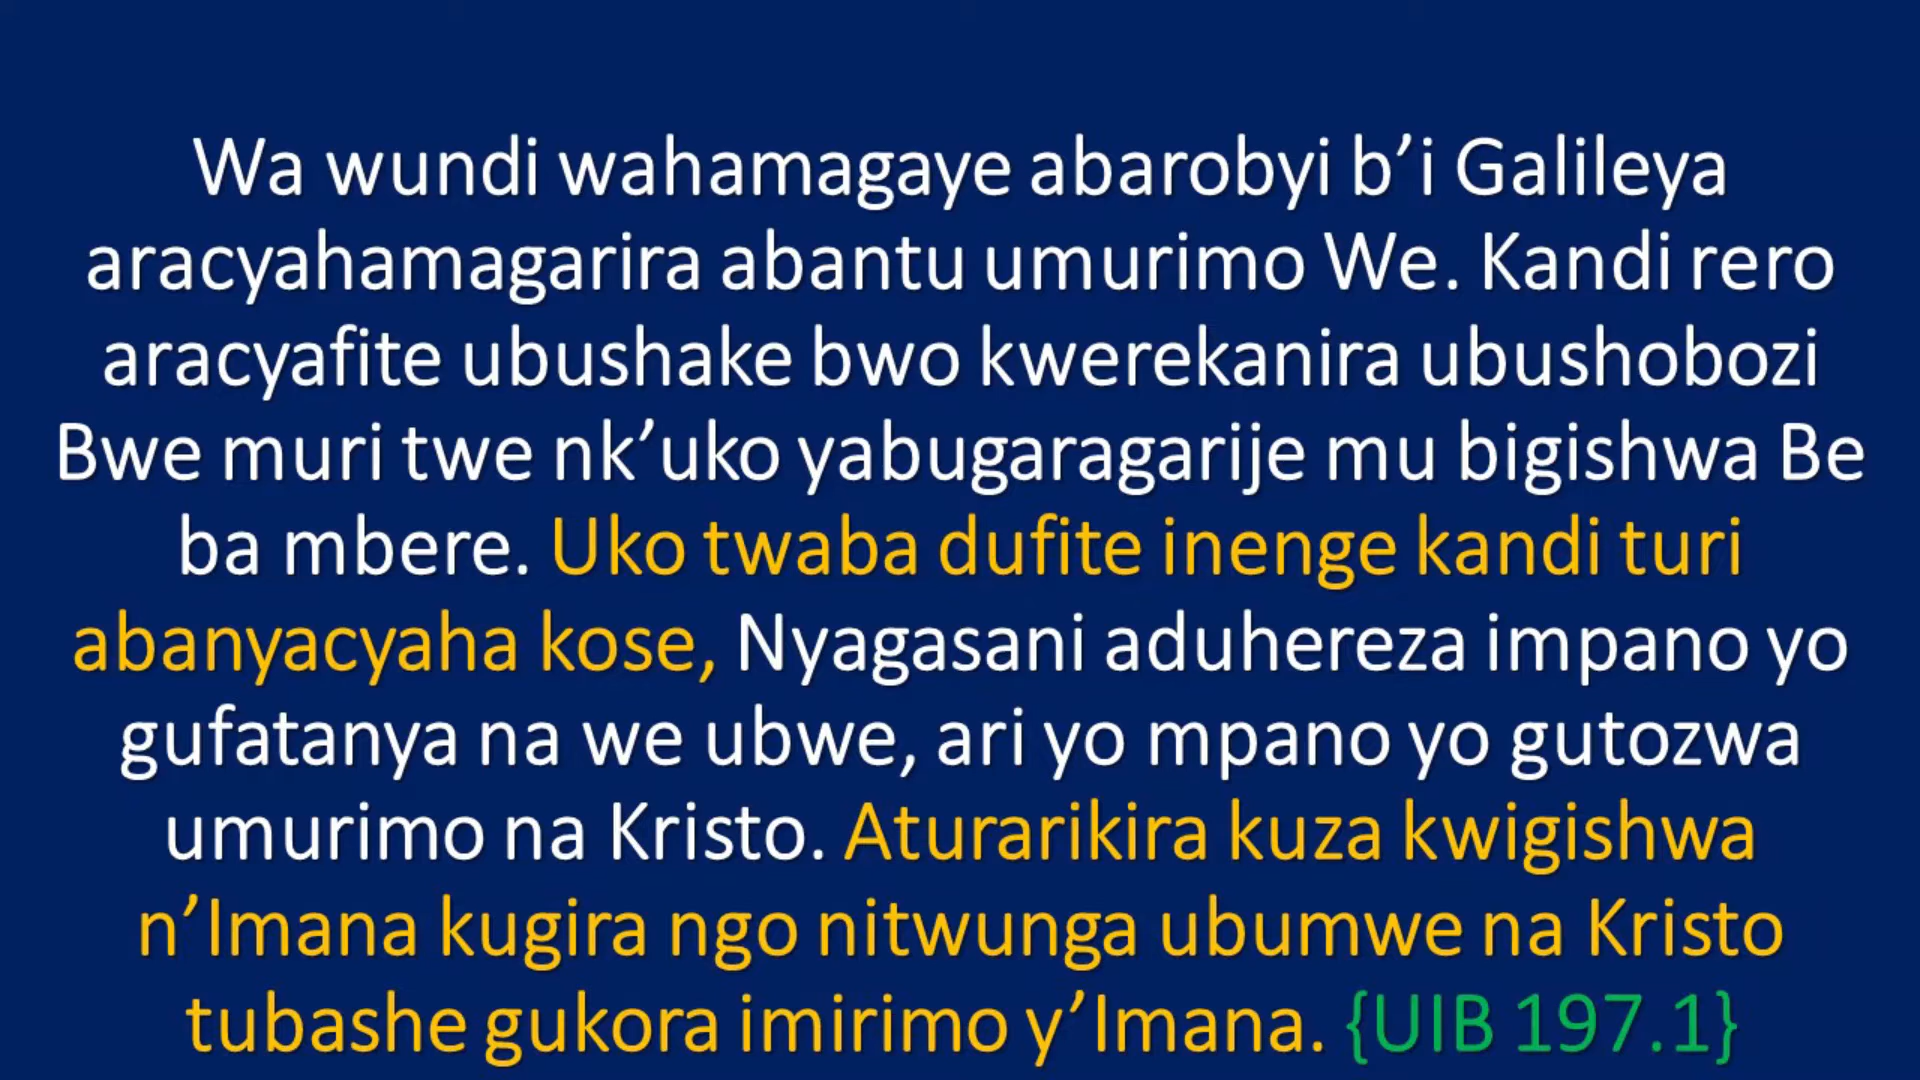 Wa wundi wahamagaye abarobyi b’i Galileya
aracyahamagarira abantu umurimo We. Kandi rero
aracyafite ubushake bwo kwerekanira ubushobozi
Bwe muri twe nk’uko yabugaragarije mu bigishwa Be
ba mbere. Uko twaba dufite inenge kandi turi
abanyacyaha kose, Nyagasani aduhereza impano yo
gufatanya na we ubwe, ari yo mpano yo gutozwa
umurimo na Kristo. Aturarikira kuza kwigishwa
n’Imana kugira ngo nitwunga ubumwe na Kristo
tubashe gukora imirimo y’Imana. {UIB 197.1}